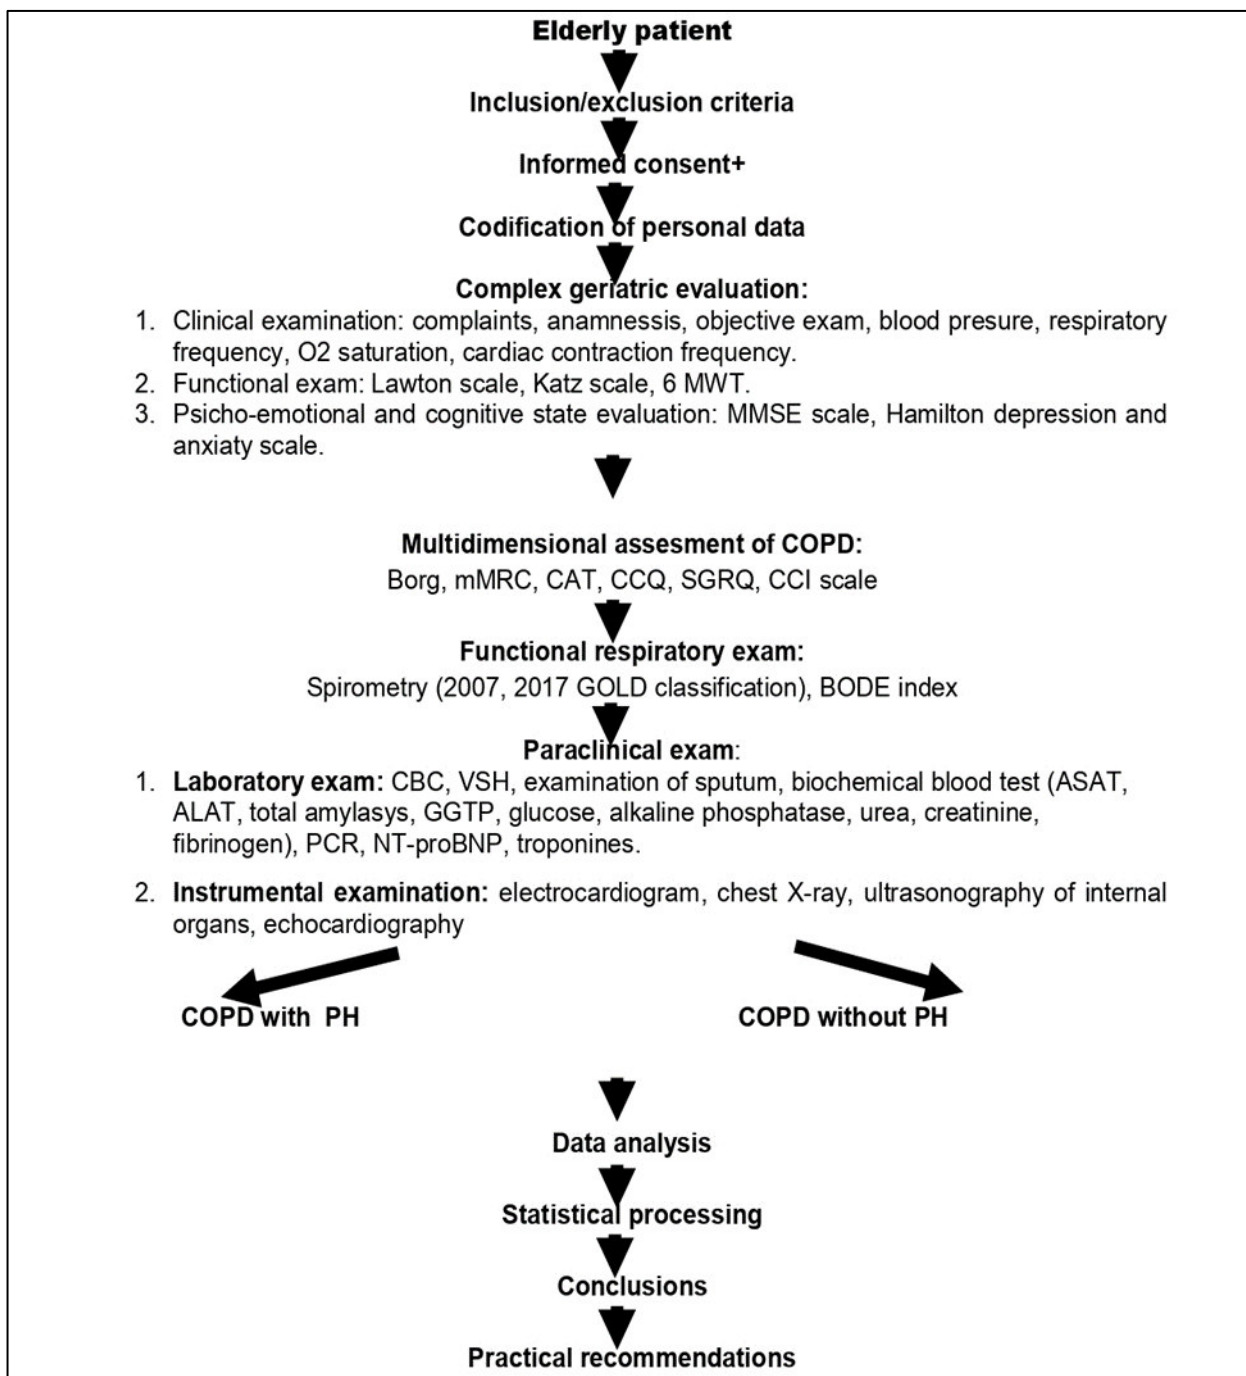 Elderly patient
Inclusion/exclusion criteria
Informed consent+
Codification of personal data
Complex geriatric evaluation:
1. Clinical examination: complaints, anamnessis, objective exam, blood presure, respiratory
frequency, O2 saturation, cardiac contraction frequency.
2. Functional exam: Lawton scale, Katz scale, 6 MWT.
3. Psicho-emotional and cognitive state evaluation: MMSE scale, Hamilton depression and
anxiaty scale.
Multidimensional assesment of COPD:
Borg, mMRC, CAT, CCQ, SGRQ, CCI scale
Functional respiratory exam:
Spirometry (2007, 2017 GOLD classification), BODE index
Paraclinical exam:
1. Laboratory exam: CBC, VSH, examination of sputum, biochemical blood test (ASAT,
ALAT, total amylasys, GGTP, glucose, alkaline phosphatase, urea, creatinine,
fibrinogen), PCR, NT-proBNP, troponines.
2. Instrumental examination: electrocardiogram, chest X-ray, ultrasonography of internal
organs, echocardiography
COPD with PH
COPD without PH
Data analysis
Statistical processing
Conclusions
Practical recommendations